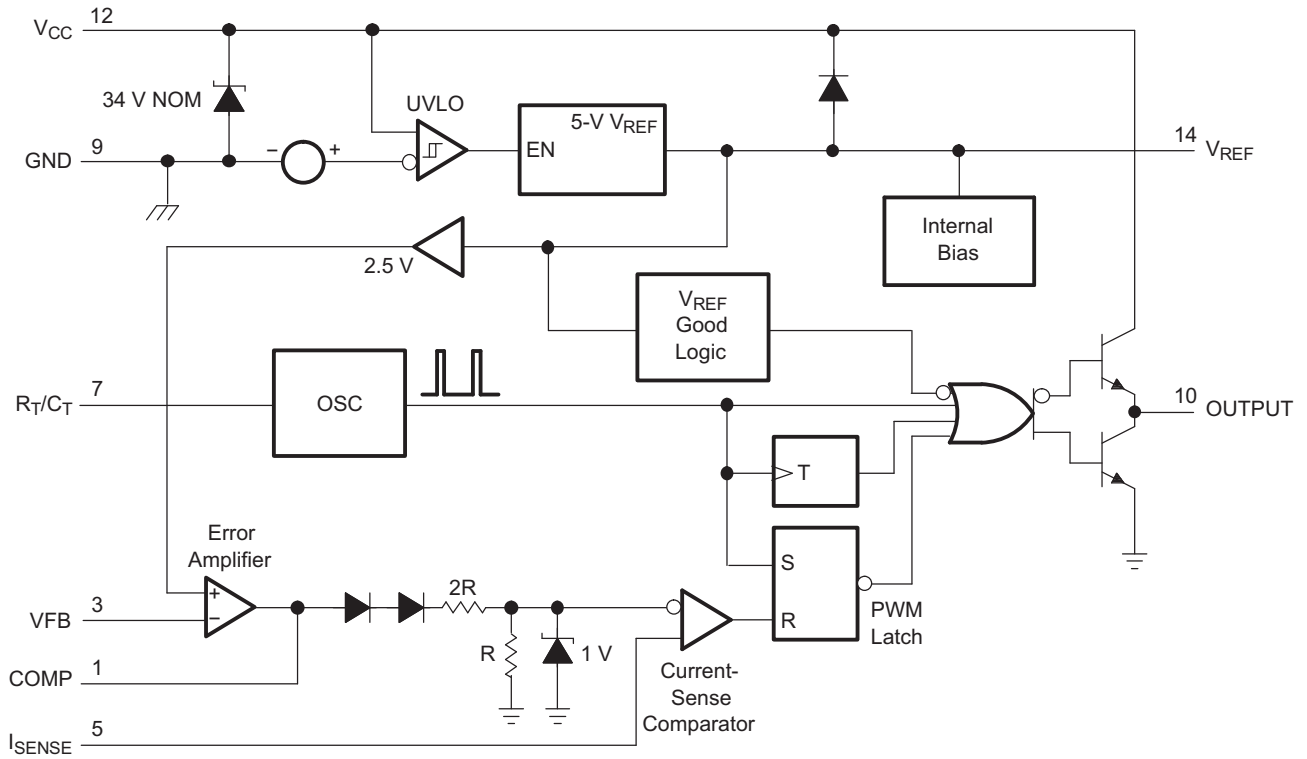 VCC 12
34 V NOM
UVLO
5-V VREF
EN
GND 9
− +
14 VREF
Internal
Bias
2.5 V
VREF
Good
Logic
RT/CT 7
OSC
10 OUTPUT
T
Error
Amplifier
S
R
PWM
Latch
+
−
VFB 3
2R
R
1 V
COMP 1
Current-
Sense
Comparator
ISENSE 5